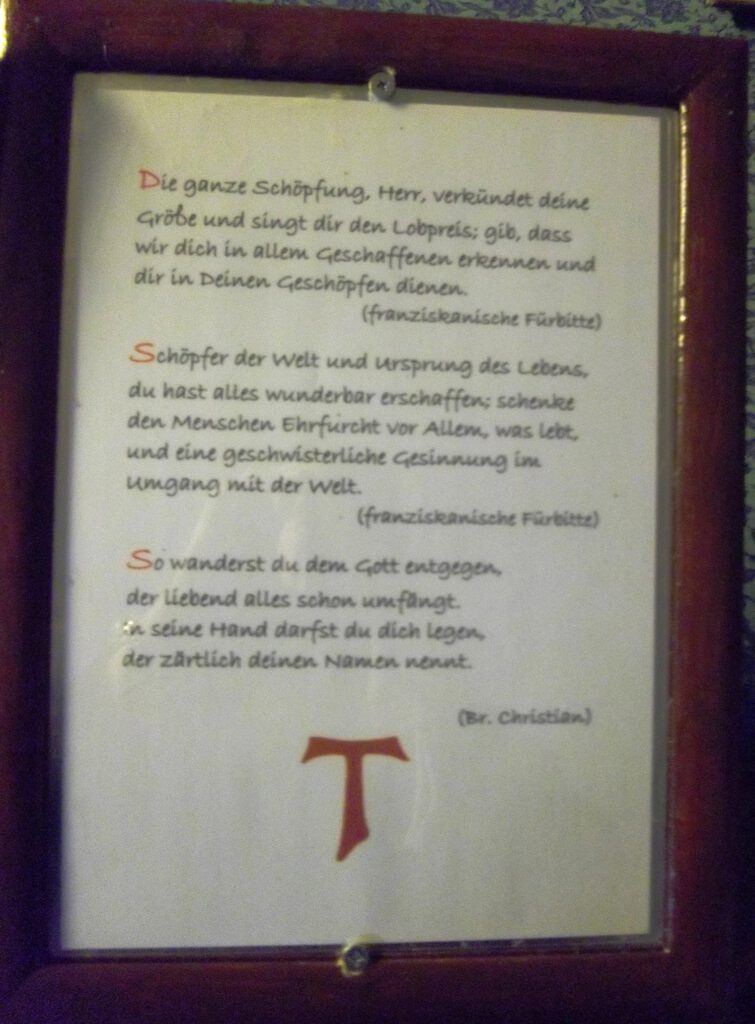 Die ganze Schöpfung, Herr, verkündet deine
Größe und singt dir den Lobpreis; gib, dass
wir dich in allem Geschaffenen erkennen und
dir in Deinen Geschöpfen dienen.
(franziskanische Fürbitte)
Schöpfer der Welt und Ursprung des Lebens,
du hast alles wunderbar erschaffen; schenke
den Menschen Ehrfurcht vor Allem, was lebt,
und eine geschwisterliche Gesinnung im
Umgang mit der Welt.
(franziskanische Fürbitte)
So wanderst du dem Gott entgegen,
der liebend alles schon umfängt.
In seine Hand darfst du dich legen,
der zärtlich deinen Namen nennt.
(Br. Christian)